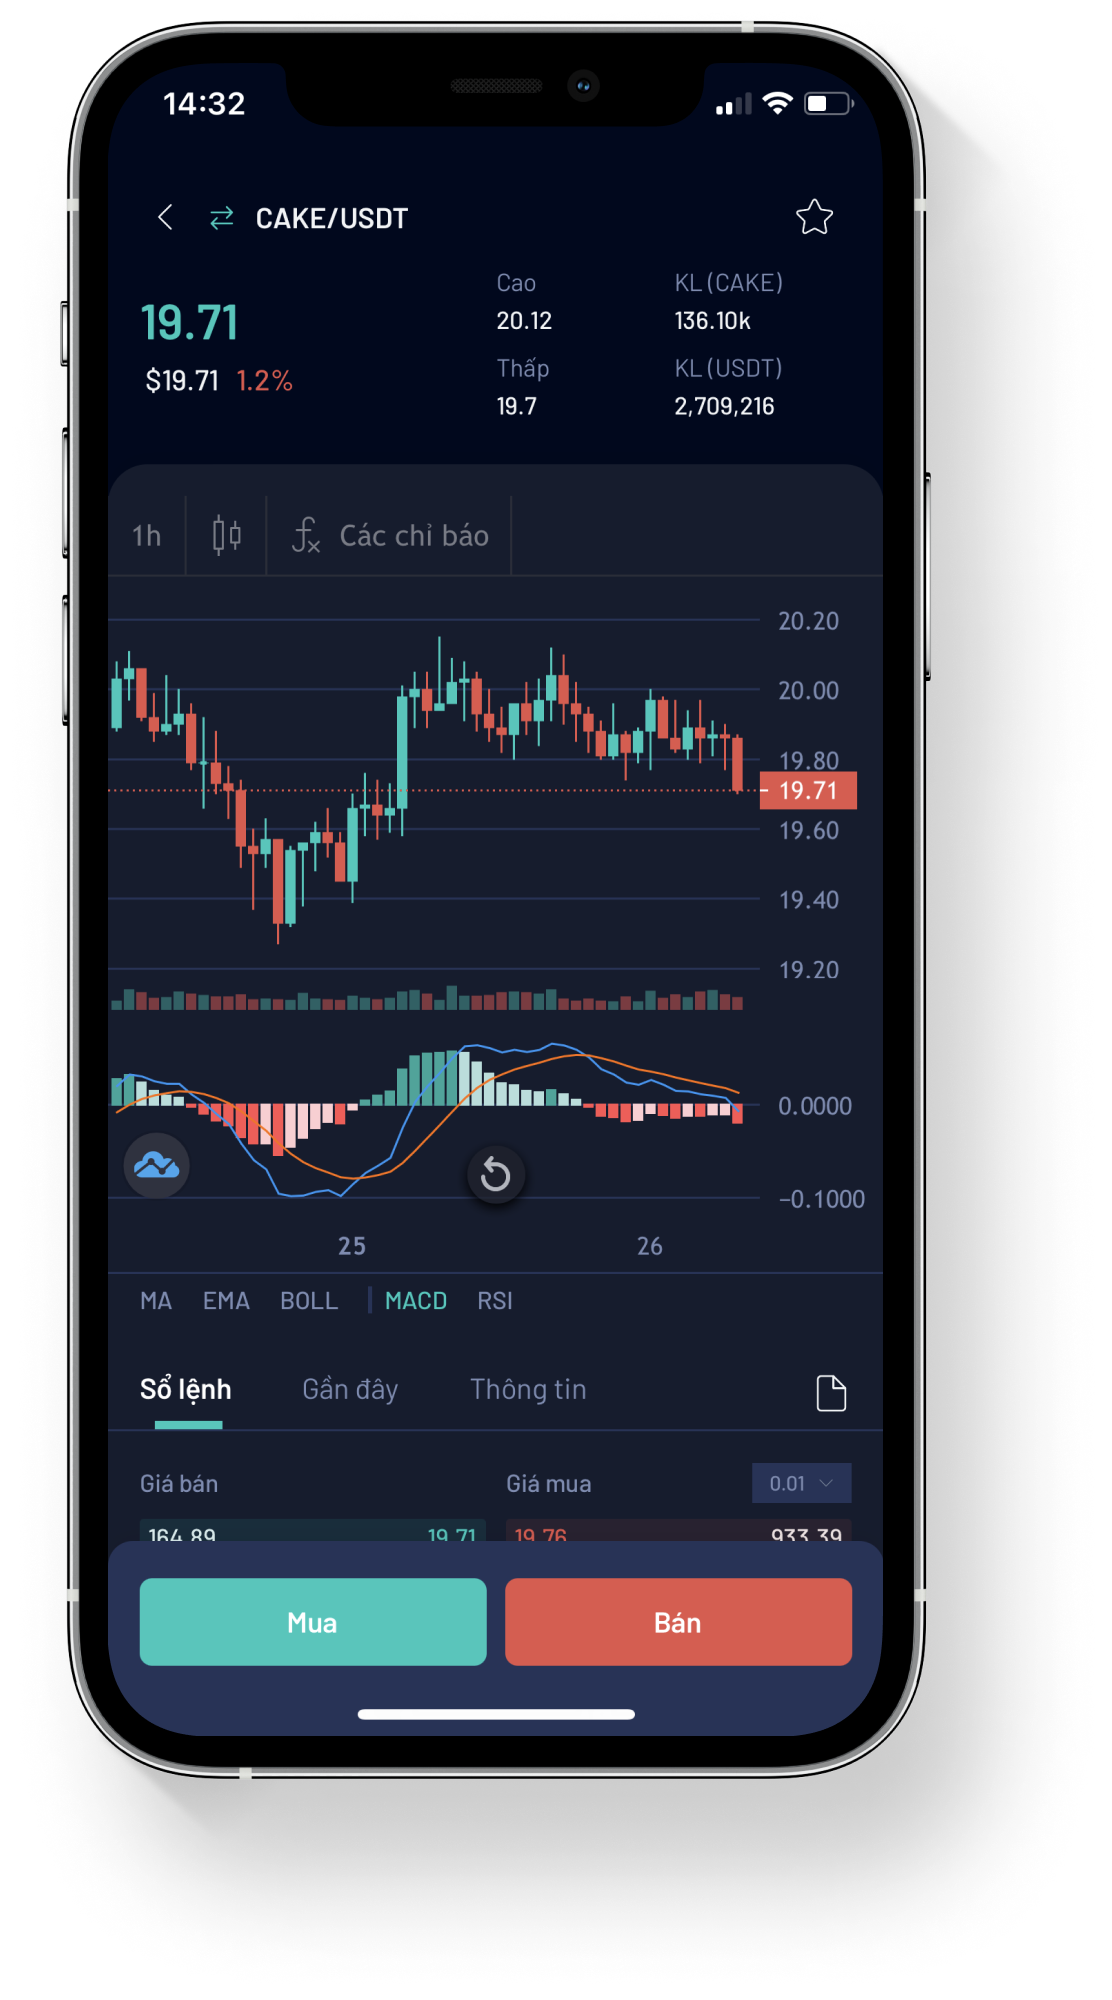 14:32
CAKE/USDT
19.71
$19.71 1.2%
Cao
20.12
KL (CAKE)
136.10k
Thấp
19.7
KL (USDT)
2,709,216
1h
fx Các chỉ báo
20.20
20.00
19.80
19.71
19.60
19.40
19.20
0.0000
-0.1000
25 26
MA EMA BOLL MACD RSI
Sổ lệnh Gần đây Thông tin
Giá bán Giá mua 0.01
164.89 19.71 19.76 933.39
Mua Bán